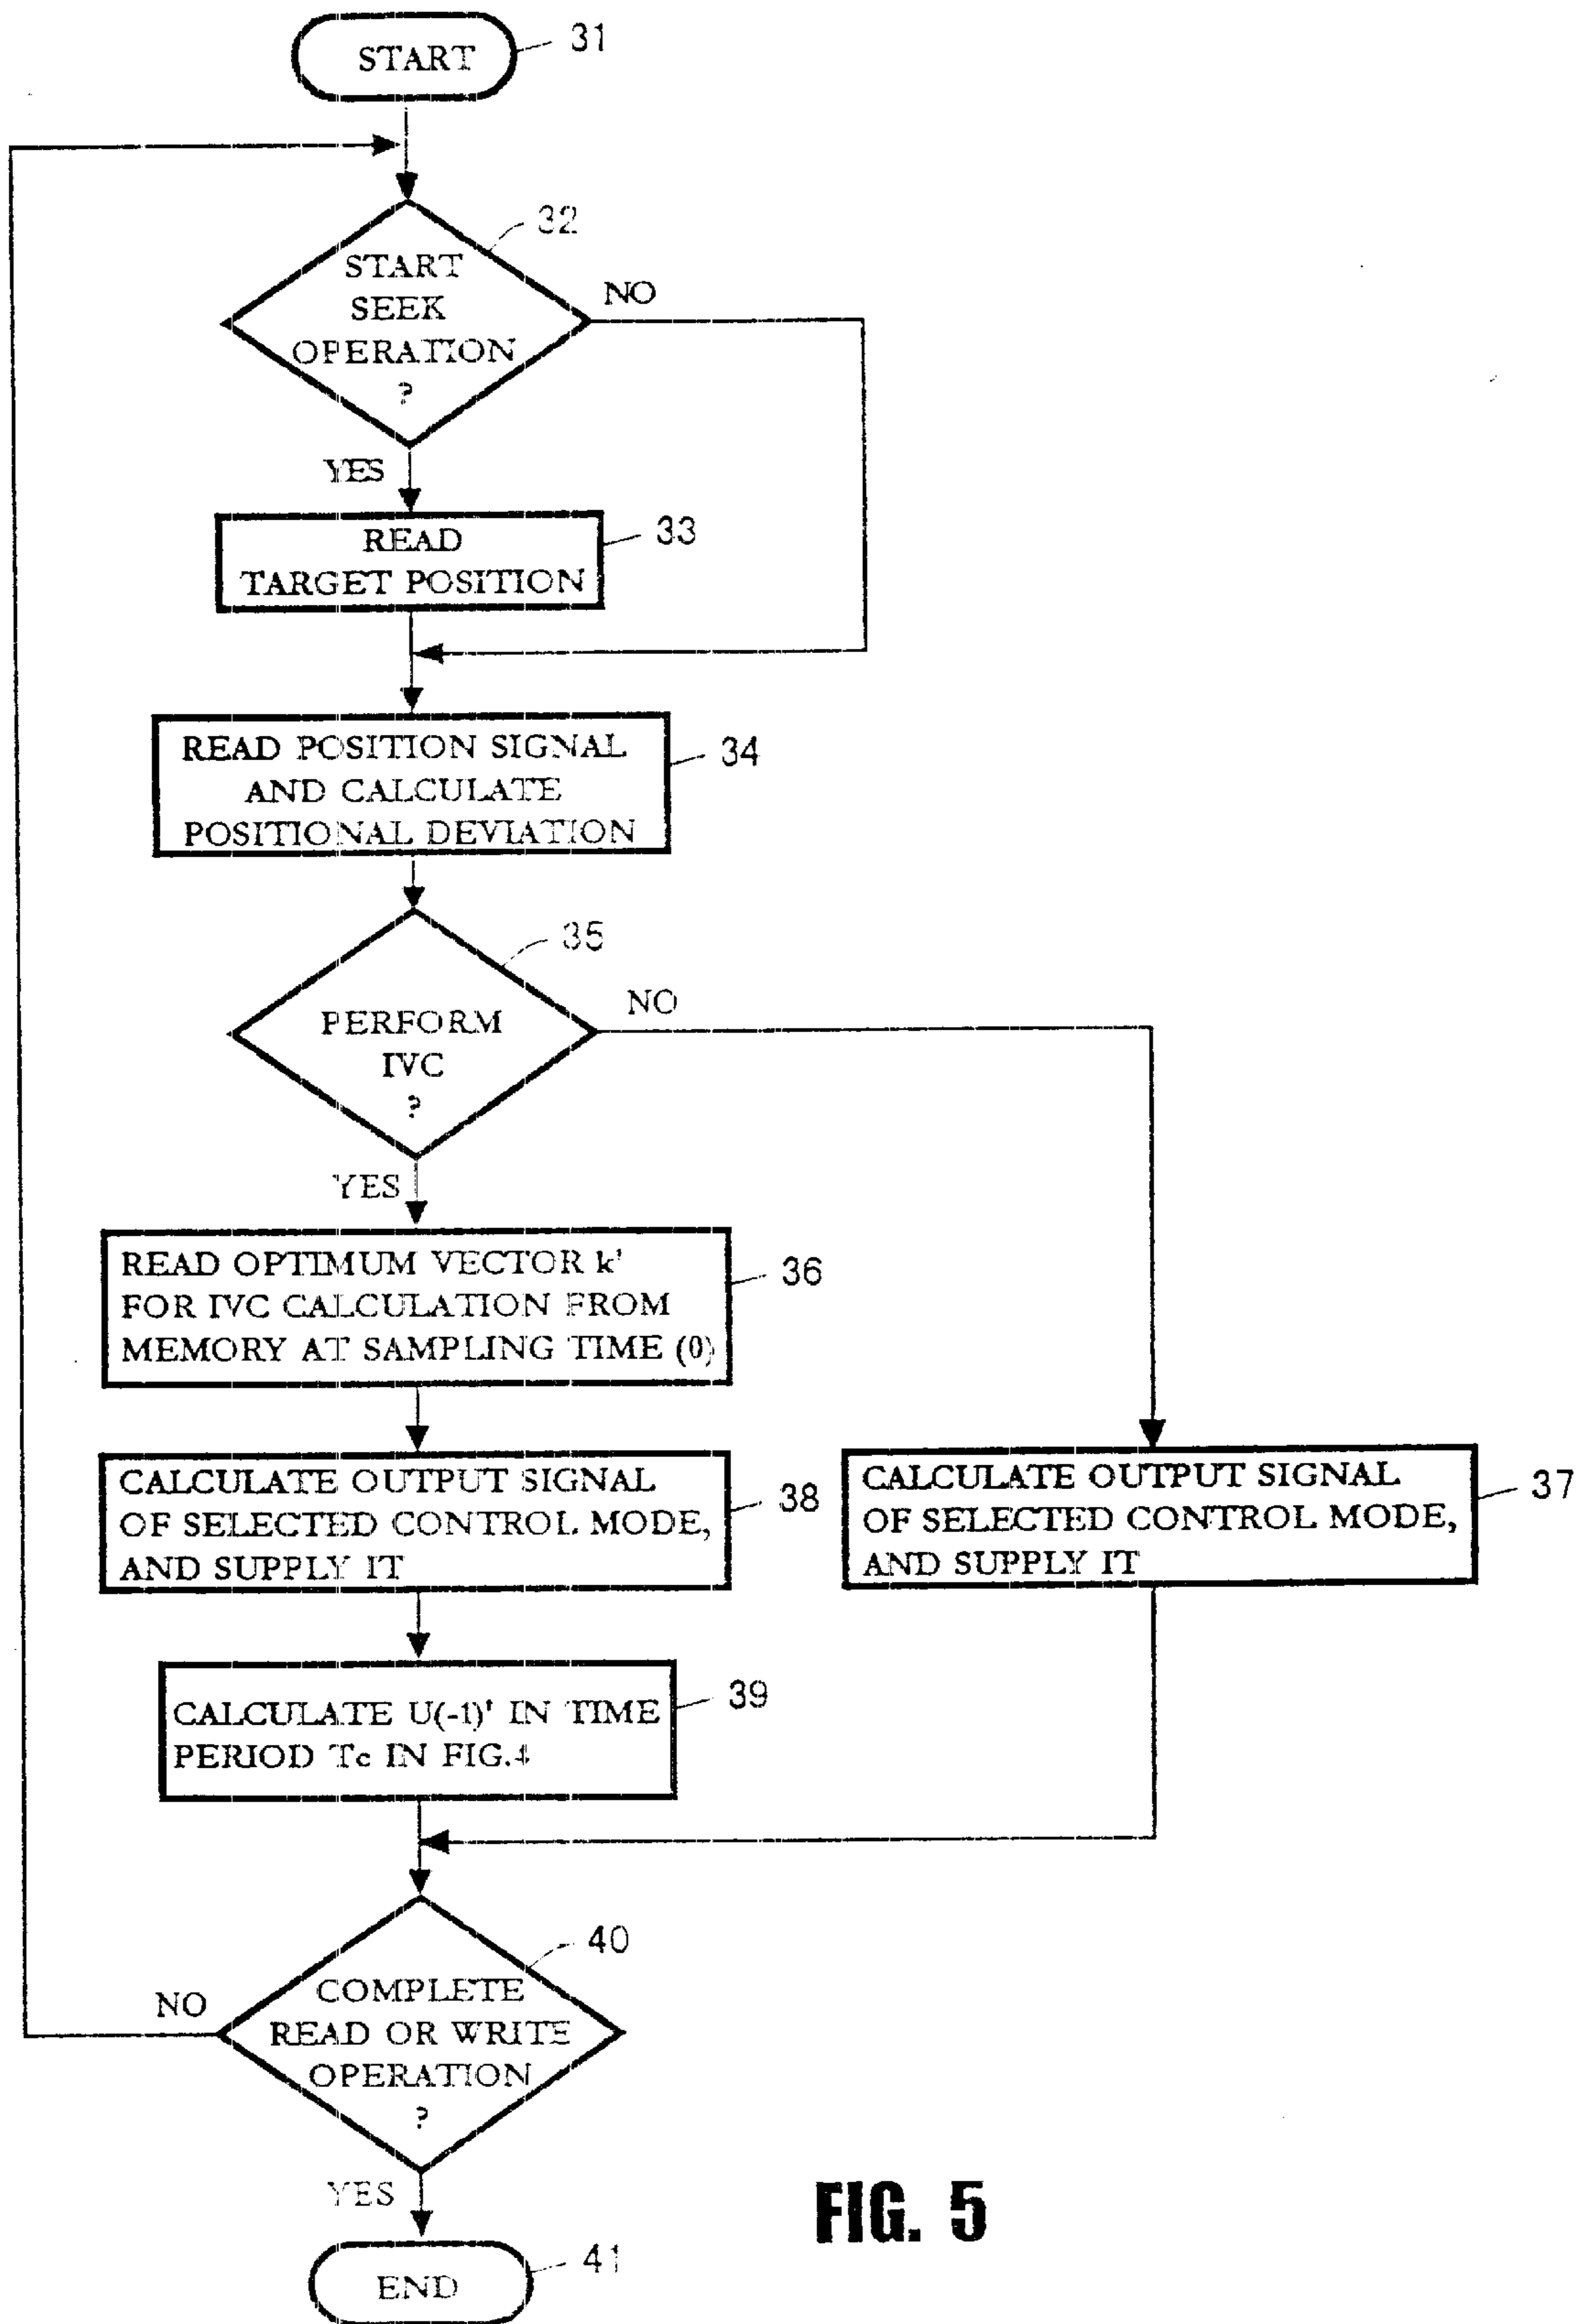 START
31
32
START
SEEK
OPERATION
?
NO
YES
READ
TARGET POSITION
33
READ POSITION SIGNAL
AND CALCULATE
POSITIONAL DEVIATION
34
35
PERFORM
IVC
?
NO
YES
READ OPTIMUM VECTOR k'
FOR IVC CALCULATION FROM
MEMORY AT SAMPLING TIME (0)
36
CALCULATE OUTPUT SIGNAL
OF SELECTED CONTROL MODE,
AND SUPPLY IT
38
CALCULATE OUTPUT SIGNAL
OF SELECTED CONTROL MODE,
AND SUPPLY IT
37
CALCULATE U(-1)' IN TIME
PERIOD Tc IN FIG.4
39
40
COMPLETE
READ OR WRITE
OPERATION
?
NO
YES
END
41
FIG. 5